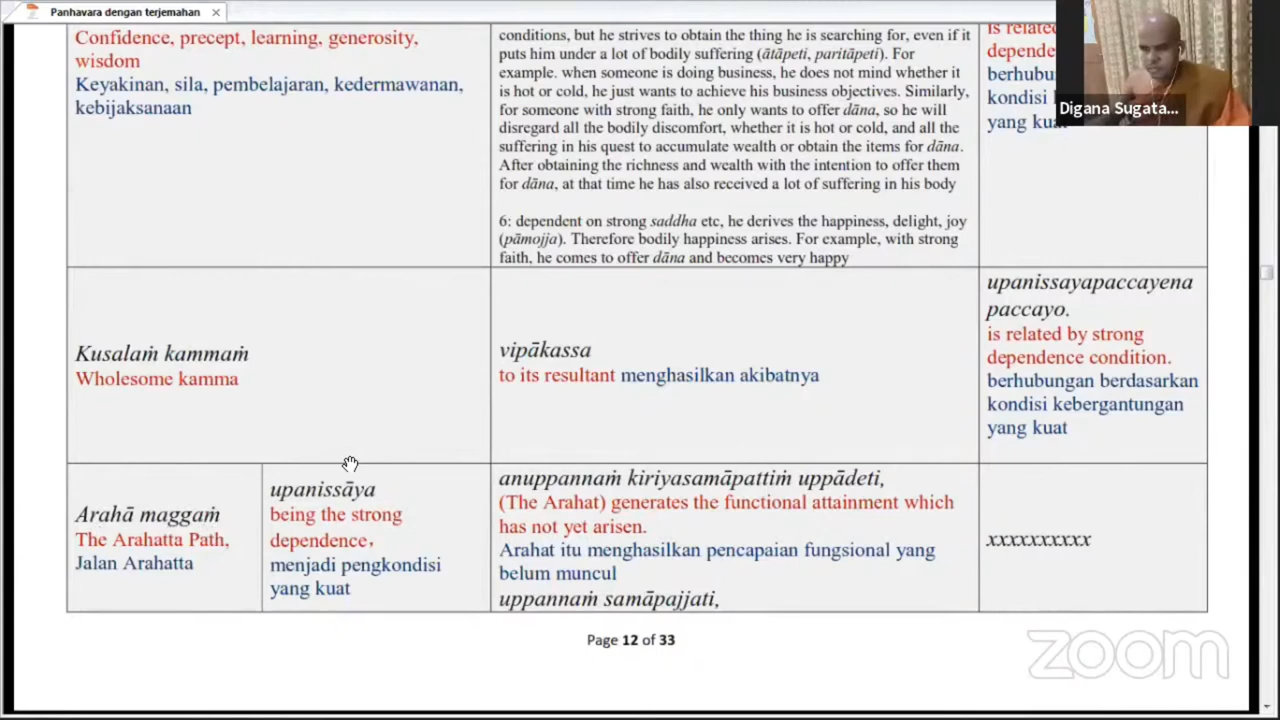 Panhavara dengan terjemahan
Confidence, precept, learning, generosity,
wisdom
Keyakinan, sila, pembelajaran, kedermawanan,
kebijaksanaan
conditions, but he strives to obtain the thing he is searching for, even if it
puts him under a lot of bodily suffering (ātāpeti, paritāpeti). For
example. when someone is doing business, he does not mind whether it
is hot or cold, he just wants to achieve his business objectives. Similarly,
for someone with strong faith, he only wants to offer dāna, so he will
disregard all the bodily discomfort, whether it is hot or cold, and all the
suffering in his quest to accumulate wealth or obtain the items for dāna.
After obtaining the richness and wealth with the intention to offer them
for dāna, at that time he has also received a lot of suffering in his body
6: dependent on strong saddha etc, he derives the happiness, delight, joy
(pāmojja). Therefore bodily happiness arises. For example, with strong
faith, he comes to offer dāna and becomes very happy
is related
kondisi
yang kuat
Digana Sugata...
Kusalaṁ kammaṁ
Wholesome kamma
vipākassa
to its resultant menghasilkan akibatnya
upanissayapaccayena
paccayo.
is related by strong
dependence condition.
berhubungan berdasarkan
kondisi kebergantungan
yang kuat
Arahā maggaṁ
The Arahatta Path,
Jalan Arahatta
upanissāya
being the strong
dependence,
menjadi pengkondisi
yang kuat
anuppannaṁ kiriyasamāpattiṁ uppādeti,
(The Arahat) generates the functional attainment which
has not yet arisen.
Arahat itu menghasilkan pencapaian fungsional yang
belum muncul
uppannaṁ samāpajjati,
xxxxxxxxxx
Page 12 of 33
zoom